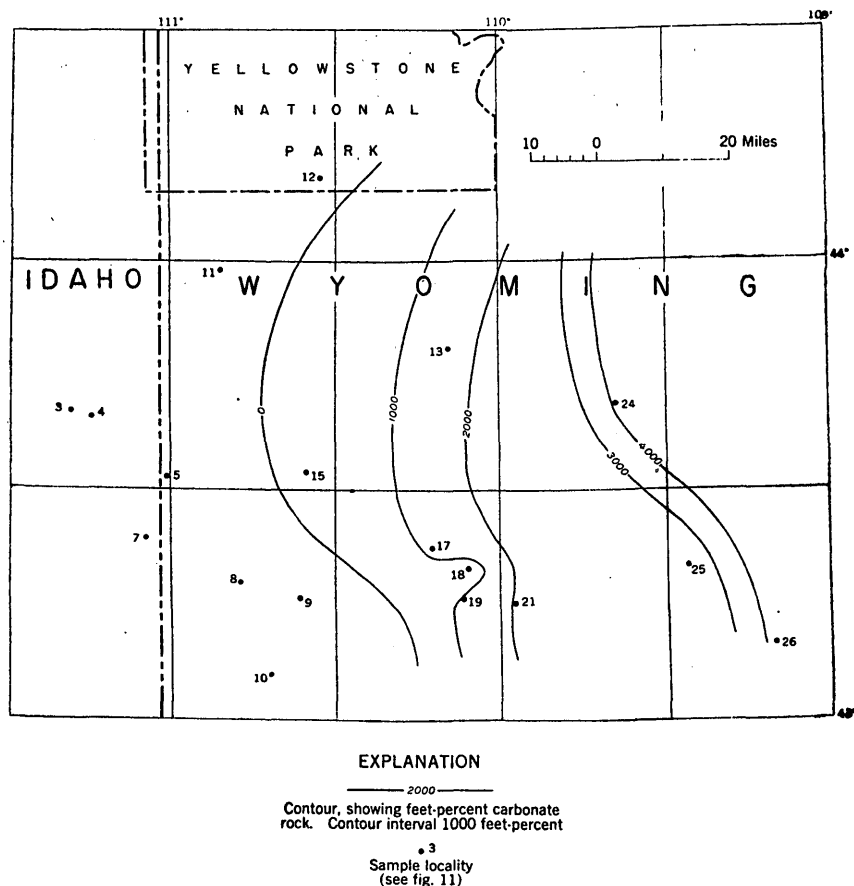 111° 110° 109°
YELLOWSTONE
NATIONAL
PARK
10 0 20 Miles
12
44°
IDAHO WYOMING
11
13
3 4
0 1000 2000 24
3000 4000
5 15
7 17
18 25
8 9 19 21
26
10
43°
EXPLANATION
2000
Contour, showing feet-percent carbonate
rock. Contour interval 1000 feet-percent
3
Sample locality
(see fig. 11)